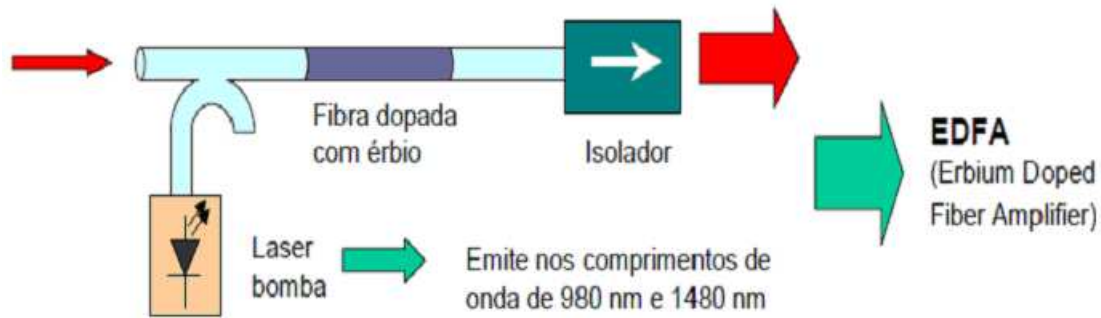 Fibra dopada
com érbio
Isolador
EDFA
(Erbium Doped
Fiber Amplifier)
Laser
bomba
Emite nos comprimentos de
onda de 980 nm e 1480 nm